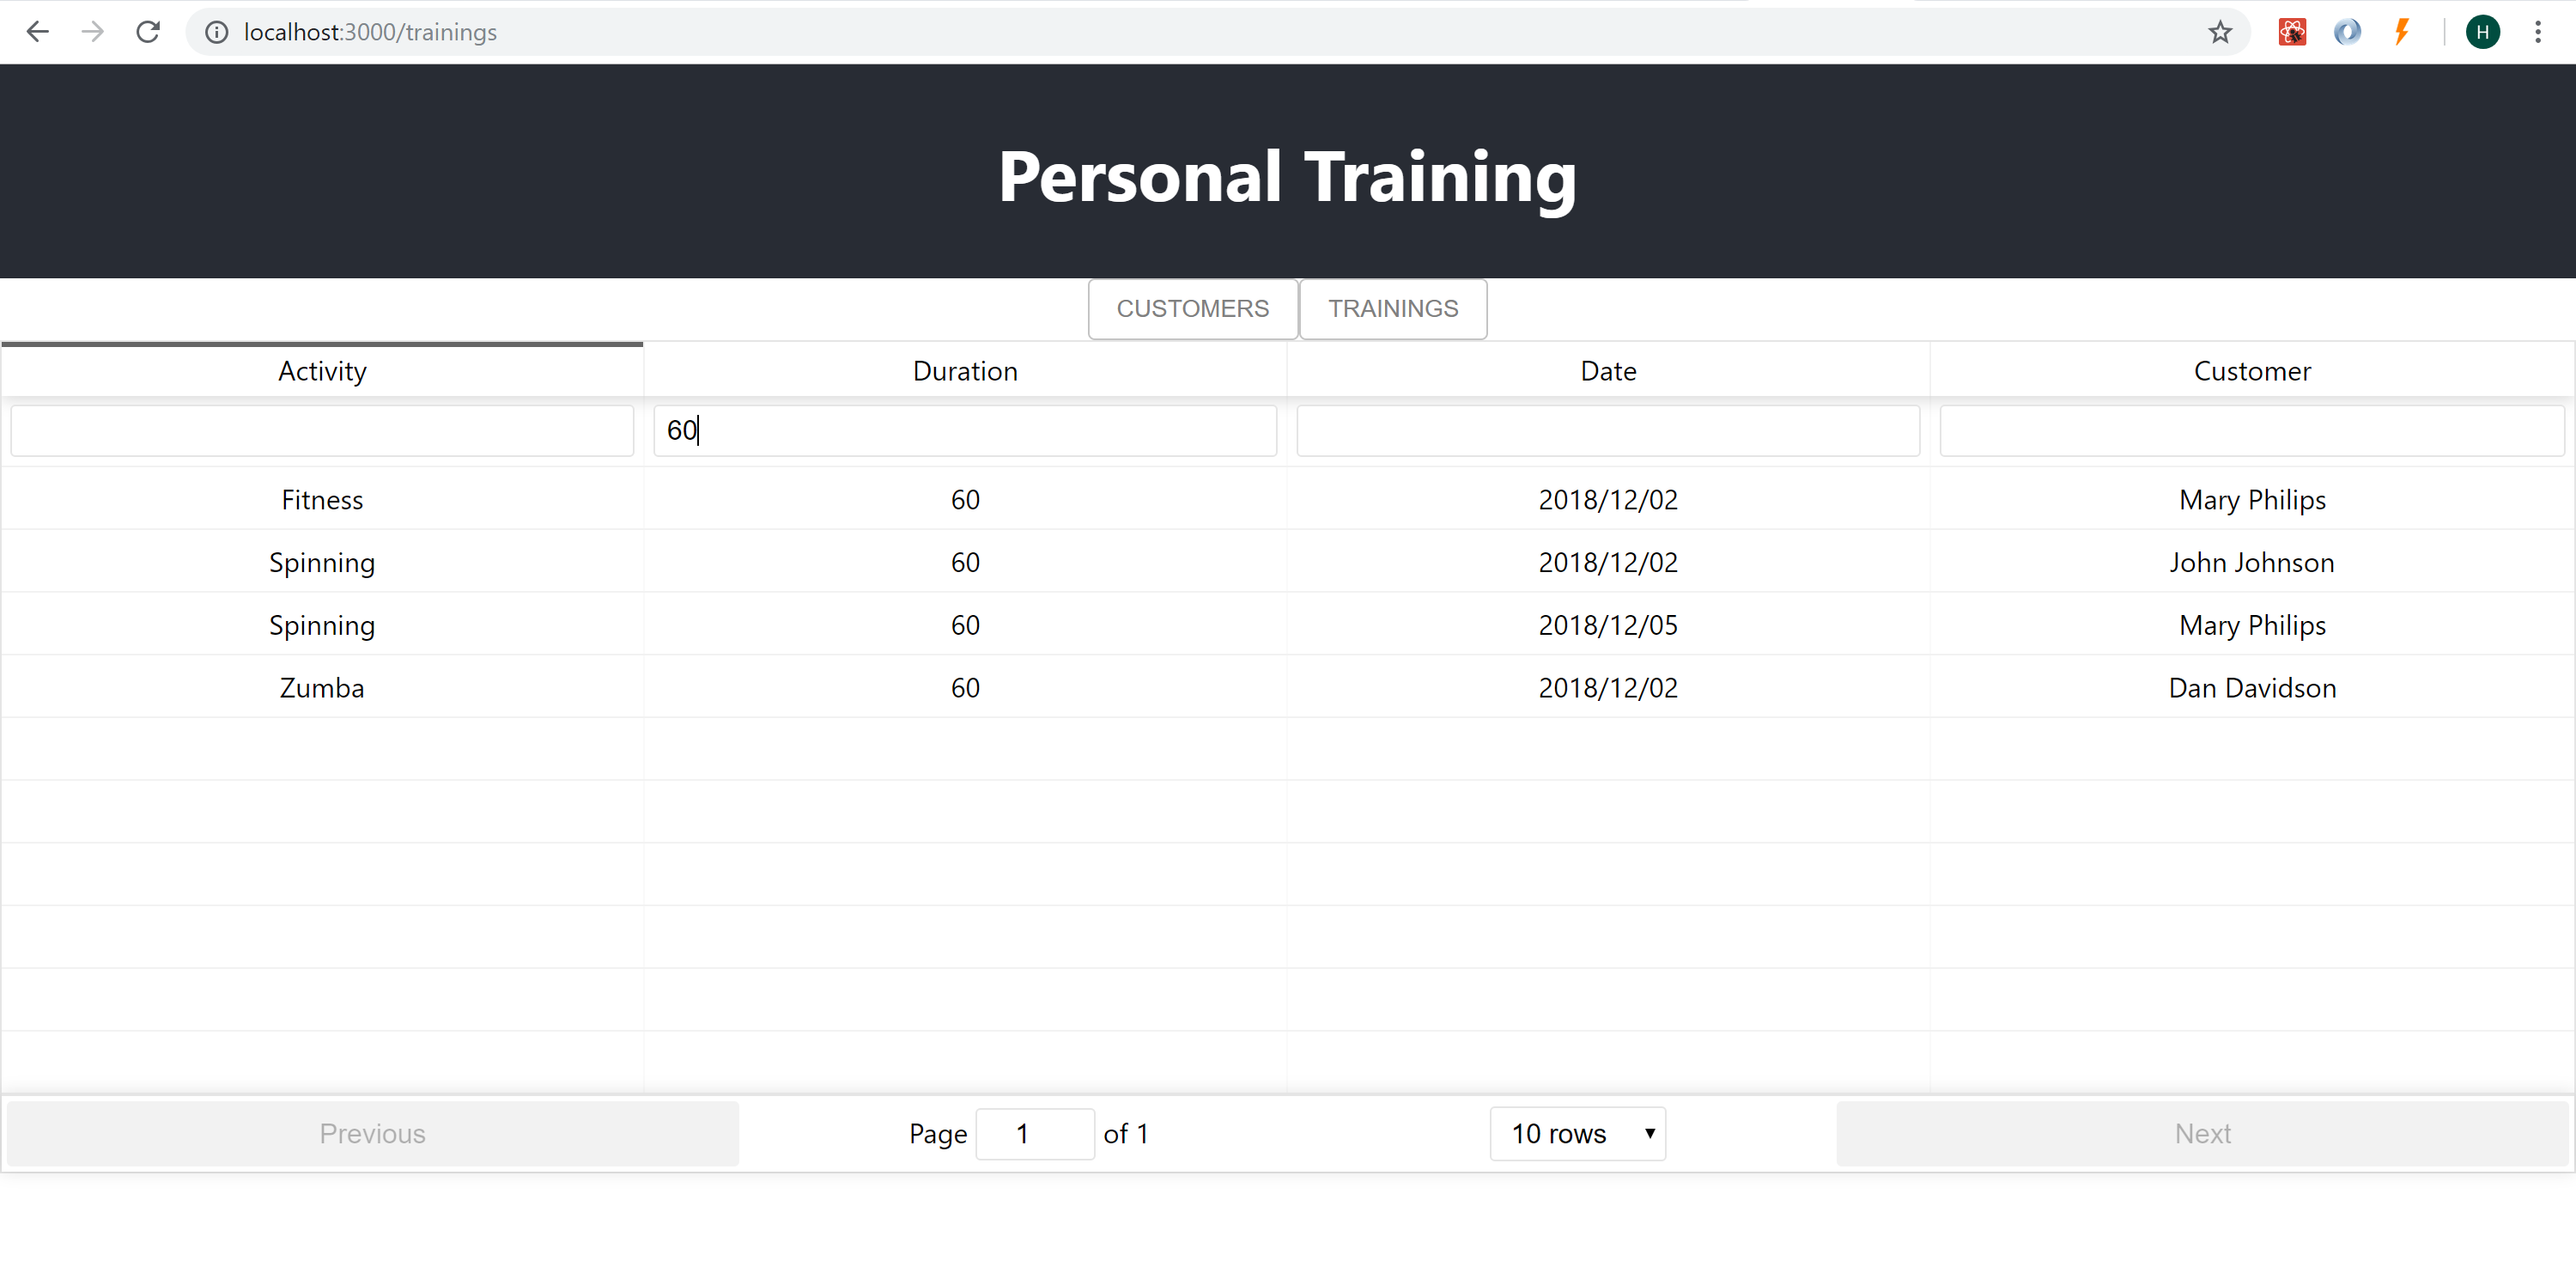 localhost:3000/trainings
H
Personal Training
CUSTOMERS TRAININGS
Activity Duration Date Customer
60
Fitness 60 2018/12/02 Mary Philips
Spinning 60 2018/12/02 John Johnson
Spinning 60 2018/12/05 Mary Philips
Zumba 60 2018/12/02 Dan Davidson
Previous Page 1 of 1 10 rows Next